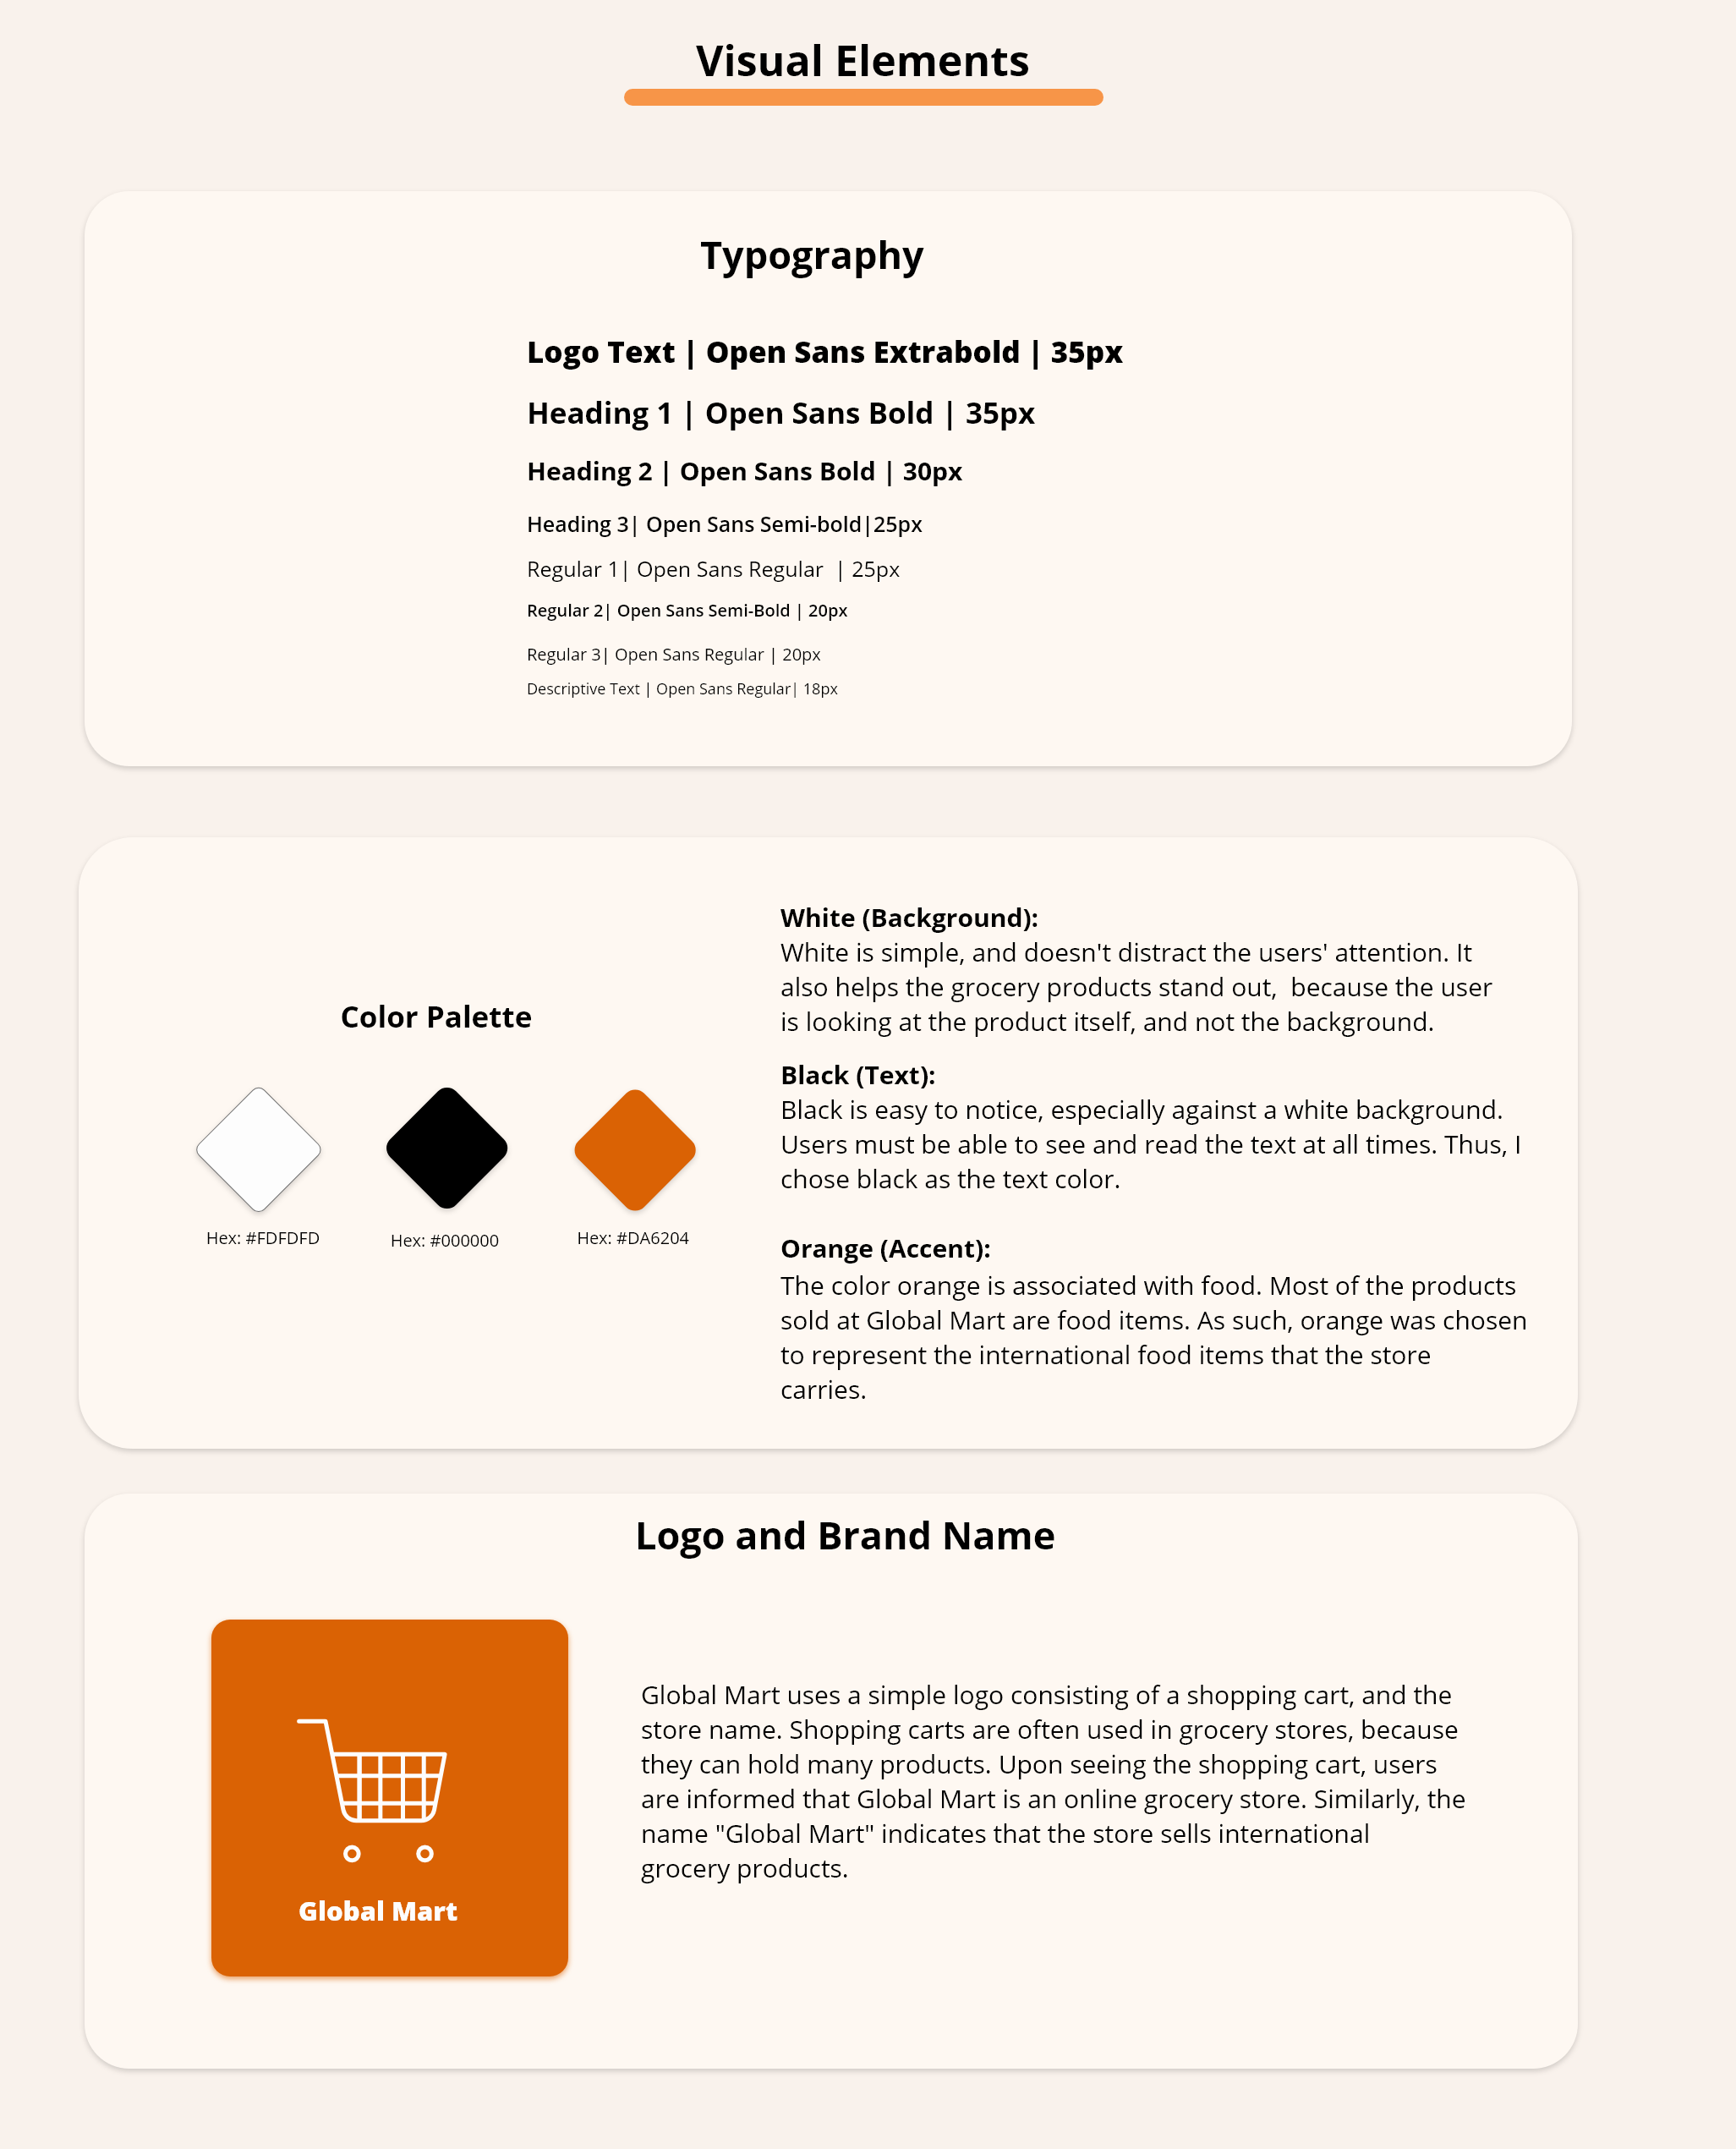 Visual Elements
Typography
Logo Text | Open Sans Extrabold | 35px
Heading 1 | Open Sans Bold | 35px
Heading 2 | Open Sans Bold | 30px
Heading 3| Open Sans Semi-bold|25px
Regular 1| Open Sans Regular  | 25px
Regular 2| Open Sans Semi-Bold | 20px
Regular 3| Open Sans Regular | 20px
Descriptive Text | Open Sans Regular| 18px
Color Palette
Hex: #FDFDFD
Hex: #000000
Hex: #DA6204
White (Background):
White is simple, and doesn't distract the users' attention. It
also helps the grocery products stand out,  because the user
is looking at the product itself, and not the background.
Black (Text):
Black is easy to notice, especially against a white background.
Users must be able to see and read the text at all times. Thus, I
chose black as the text color.
Orange (Accent):
The color orange is associated with food. Most of the products
sold at Global Mart are food items. As such, orange was chosen
to represent the international food items that the store
carries.
Logo and Brand Name
Global Mart
Global Mart uses a simple logo consisting of a shopping cart, and the
store name. Shopping carts are often used in grocery stores, because
they can hold many products. Upon seeing the shopping cart, users
are informed that Global Mart is an online grocery store. Similarly, the
name "Global Mart" indicates that the store sells international
grocery products.